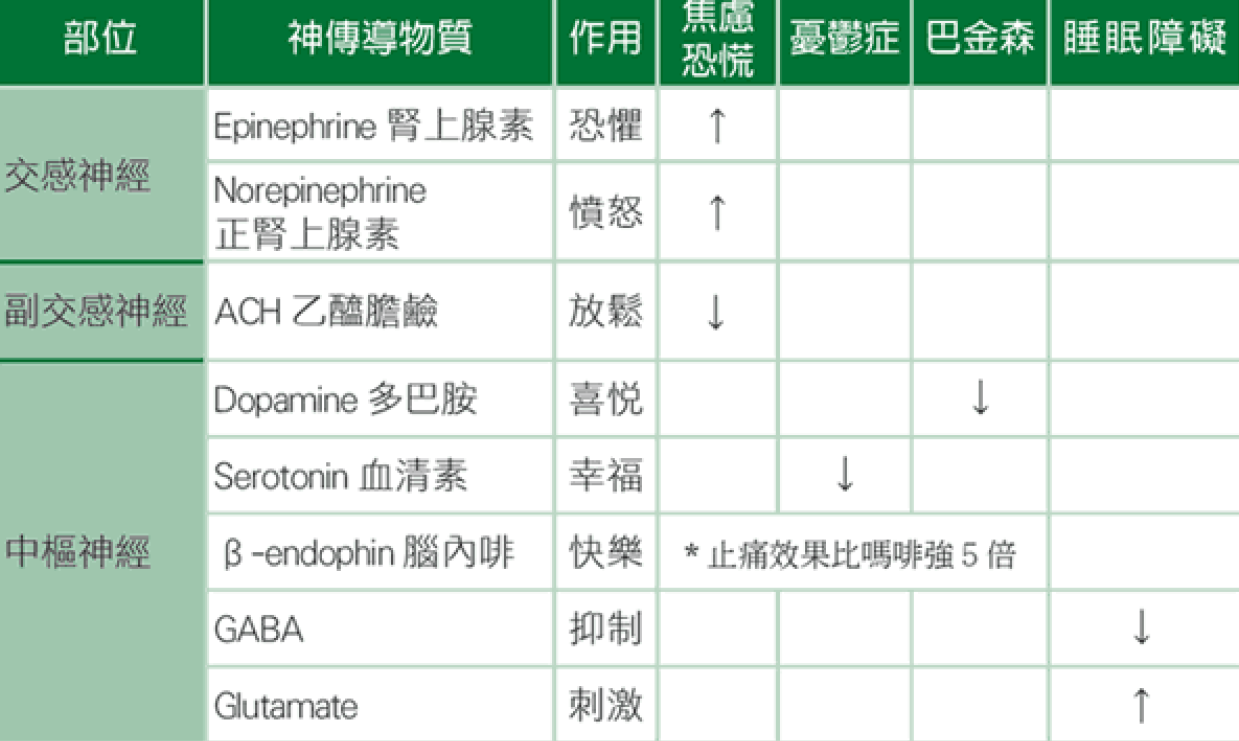 部位 神傳導物質 作用 焦慮恐慌 憂鬱症 巴金森 睡眠障礙
交感神經
Epinephrine 腎上腺素 恐懼 ↑
Norepinephrine
正腎上腺素 憤怒 ↑
副交感神經 ACH 乙醯膽鹼 放鬆 ↓
中樞神經
Dopamine 多巴胺 喜悅 ↓
Serotonin 血清素 幸福 ↓
β-endophin 腦內啡 快樂 *止痛效果比嗎啡強5倍
GABA 抑制 ↓
Glutamate 刺激 ↑